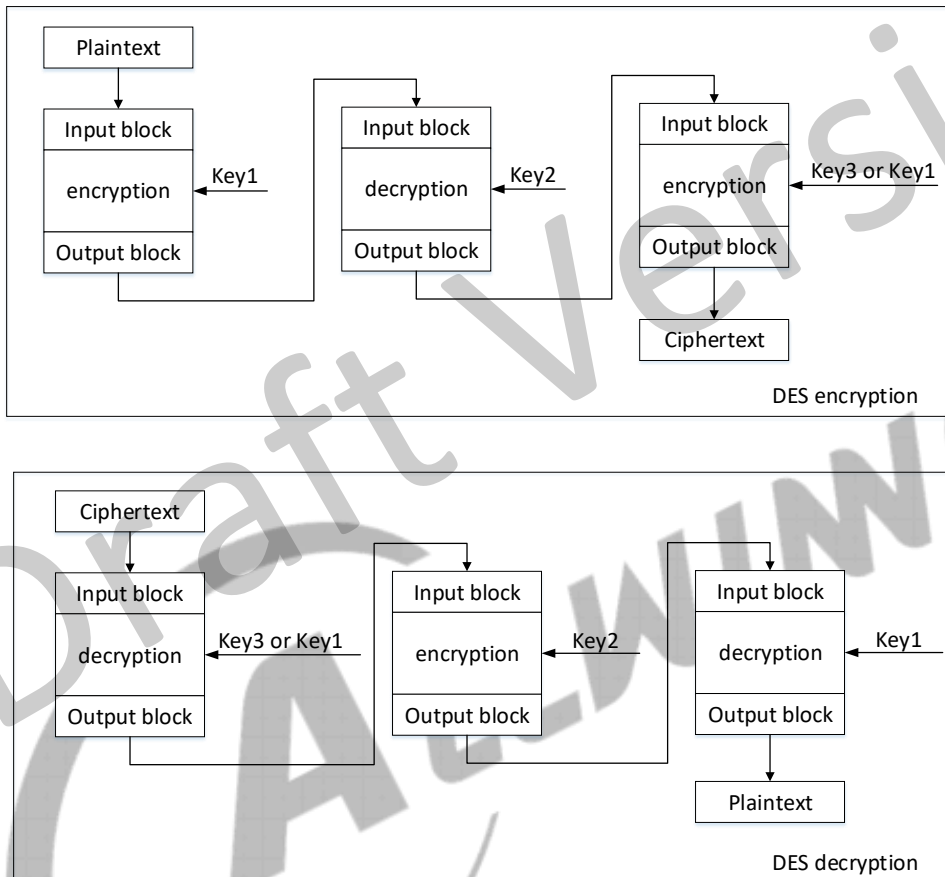 Plaintext
Input block
encryption
Output block
Key1
Input block
decryption
Output block
Key2
Input block
encryption
Output block
Key3 or Key1
Ciphertext
DES encryption
Ciphertext
Input block
decryption
Output block
Key3 or Key1
Input block
encryption
Output block
Key2
Input block
decryption
Output block
Key1
Plaintext
DES decryption
Draft Versi
ALLWINN